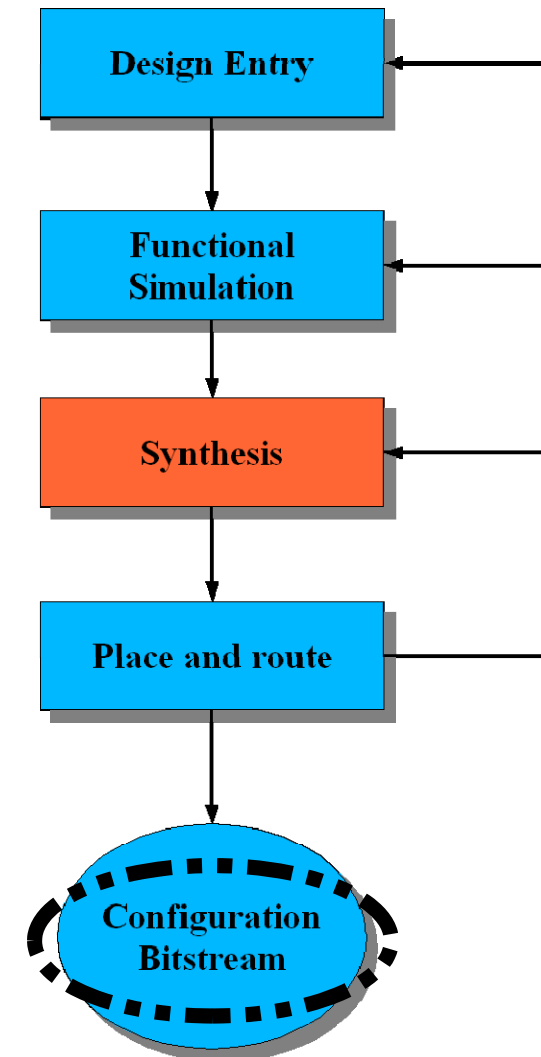 Design Entry
Functional
Simulation
Synthesis
Place and route
Configuration
Bitstream